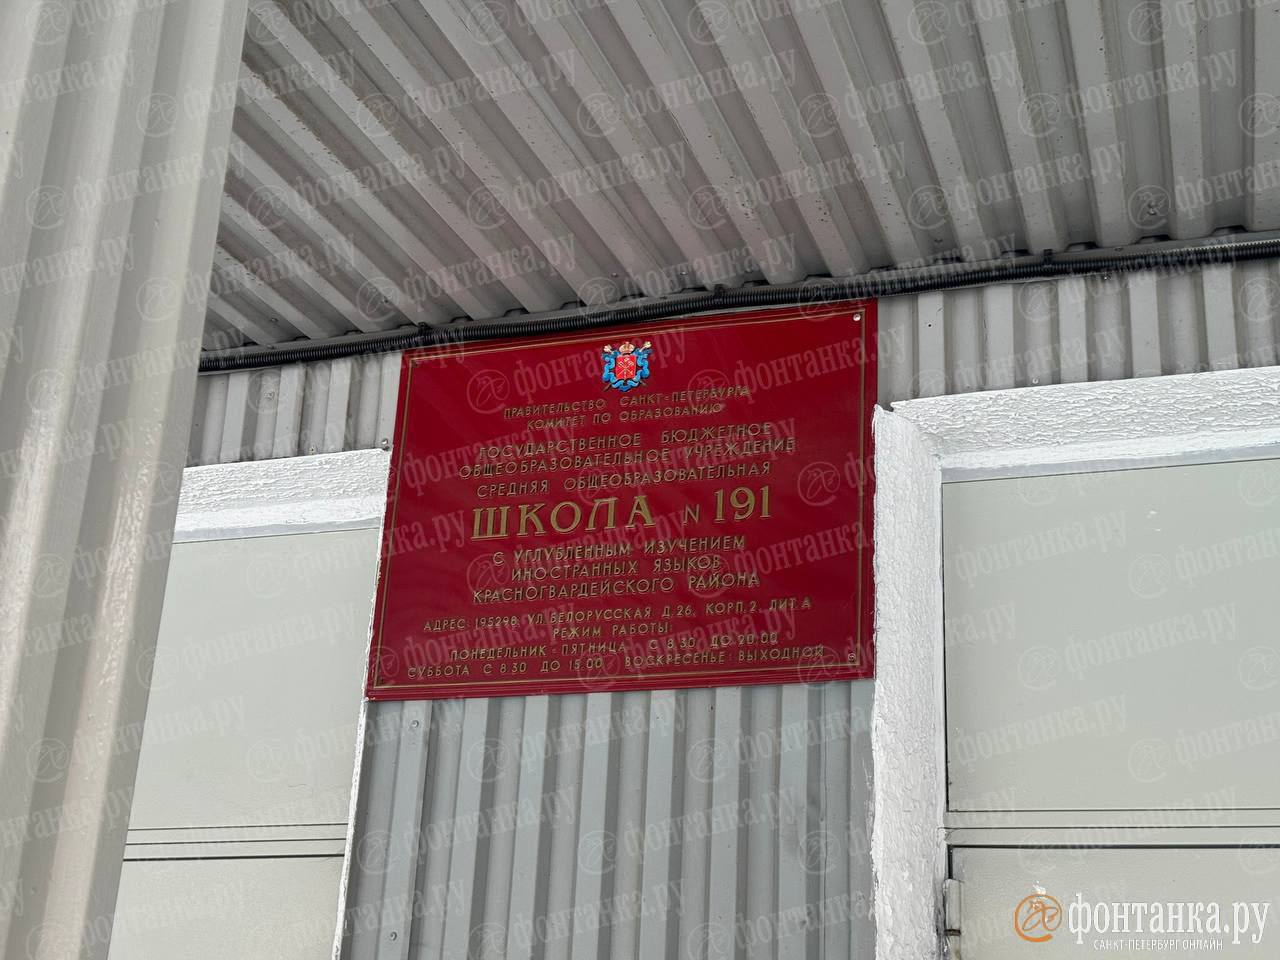 ПРАВИТЕЛЬСТВО САНКТ-ПЕТЕРБУРГА
КОМИТЕТ ПО ОБРАЗОВАНИЮ
ГОСУДАРСТВЕННОЕ БЮДЖЕТНОЕ
ОБЩЕОБРАЗОВАТЕЛЬНОЕ УЧРЕЖДЕНИЕ
СРЕДНЯЯ ОБЩЕОБРАЗОВАТЕЛЬНАЯ
ШКОЛА N 191
С УГЛУБЛЕННЫМ ИЗУЧЕНИЕМ
ИНОСТРАННЫХ ЯЗЫКОВ
КРАСНОГВАРДЕЙСКОГО РАЙОНА
АДРЕС: 195298, УЛ. БЕЛОРУССКАЯ Д.26, КОРП.2, ЛИТ.А
РЕЖИМ РАБОТЫ:
ПОНЕДЕЛЬНИК - ПЯТНИЦА С 8.30 ДО 20.00
СУББОТА С 8.30 ДО 15.00 ВОСКРЕСЕНЬЕ: ВЫХОДНОЙ
фонтанка.ру
САНКТ-ПЕТЕРБУРГ ОНЛАЙН